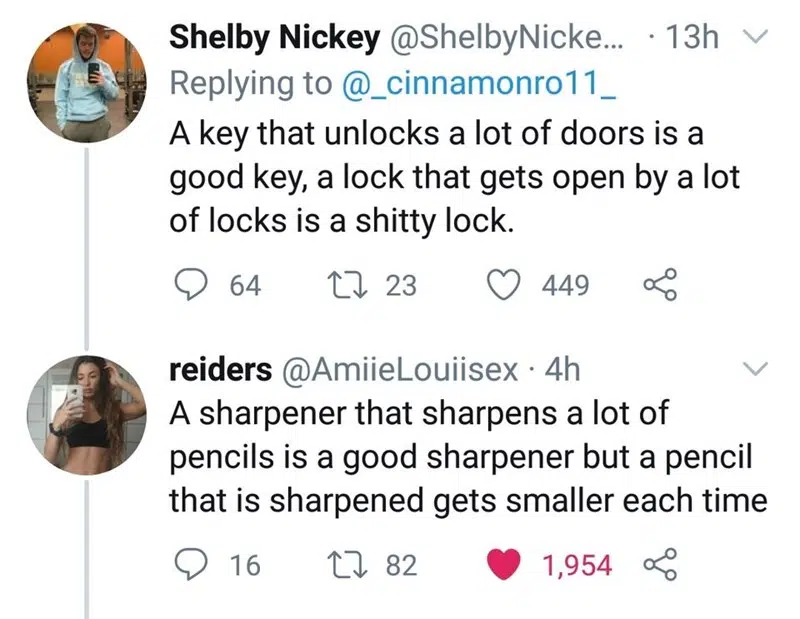 Shelby Nickey @ShelbyNicke... · 13h
Replying to @_cinnamonro11_
A key that unlocks a lot of doors is a
good key, a lock that gets open by a lot
of locks is a shitty lock.
64 23 449
reiders @AmiieLouiisex · 4h
A sharpener that sharpens a lot of
pencils is a good sharpener but a pencil
that is sharpened gets smaller each time
16 82 1,954